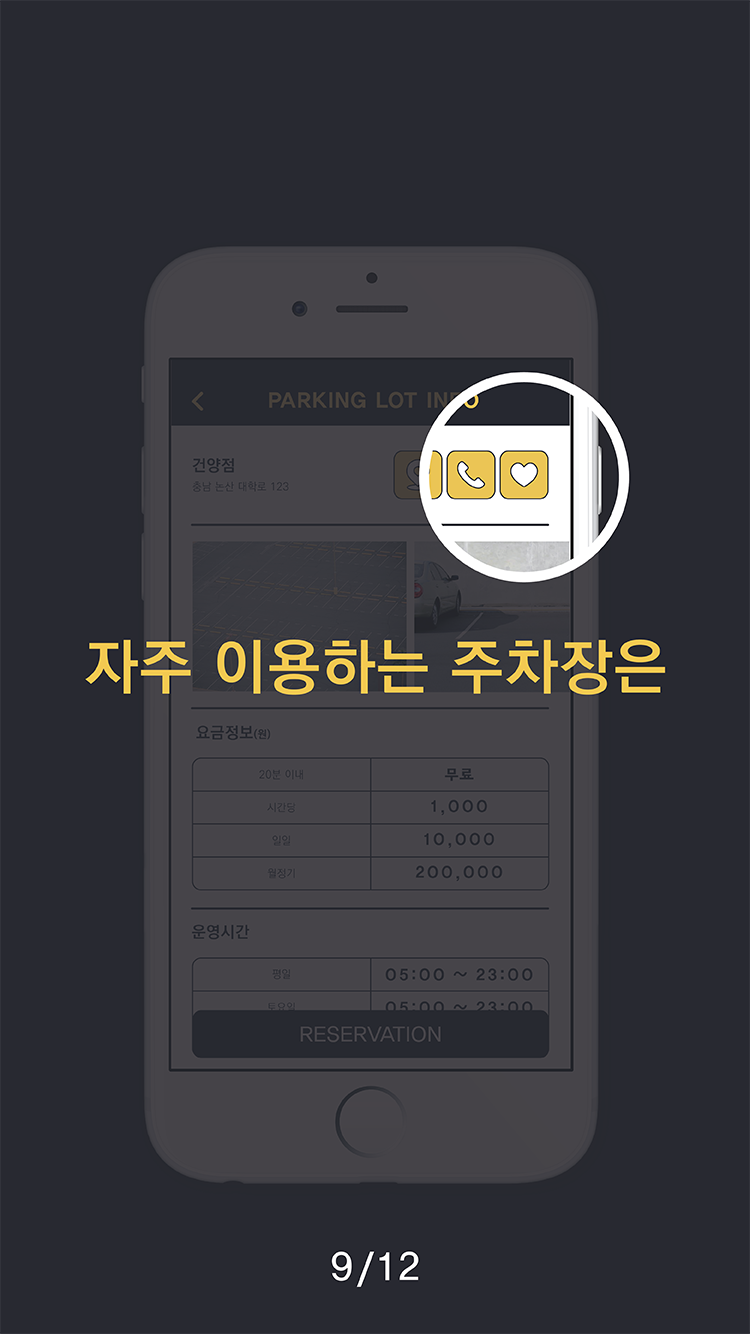 PARKING LOT INFO
건양점
충남 논산 대학로 123
자주 이용하는 주차장은
요금정보(원)
20분 이내 무료
시간당 1,000
일일 10,000
월정기 200,000
운영시간
평일 05:00 ~ 23:00
토요일 05:00 ~ 23:00
RESERVATION
9/12